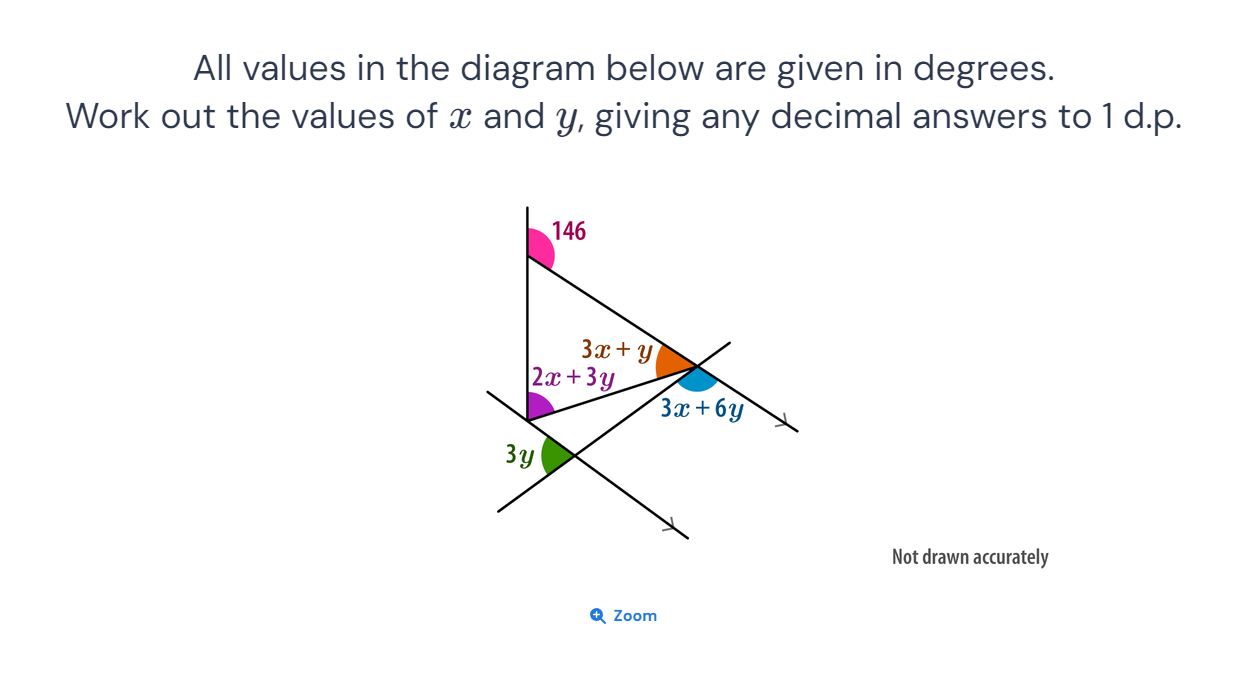 All values in the diagram below are given in degrees.
Work out the values of x and y, giving any decimal answers to 1 d.p.
146
3x + y
2x + 3y
3x + 6y
3y
Not drawn accurately
Zoom